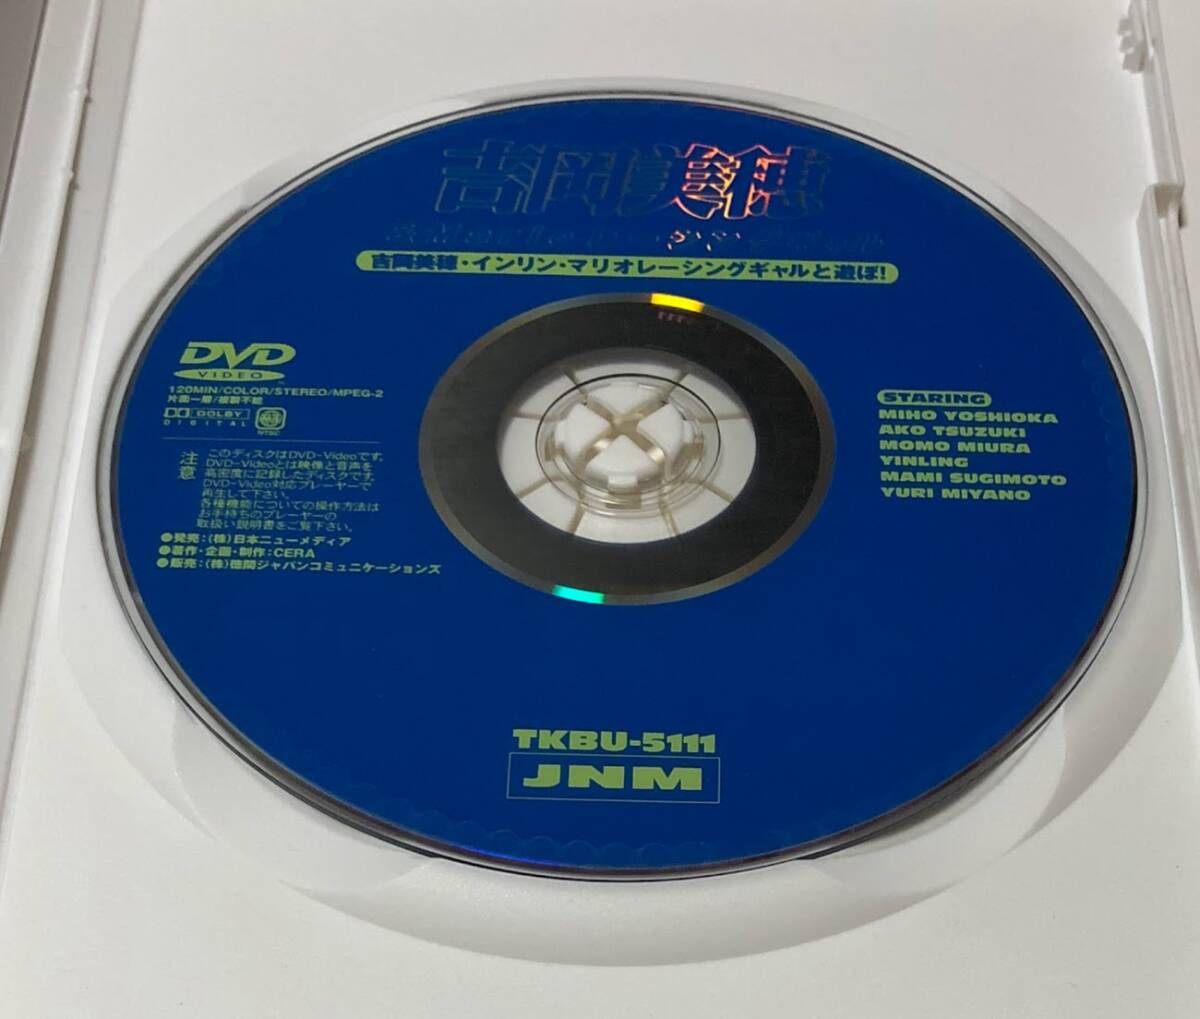 吉岡美穂
吉岡美穂・インリン・マリオレーシングギャルと遊ぼ!
DVD
VIDEO
120MIN/COLOR/STEREO/MPEG-2
片面一層/複製不能
DOLBY
DIGITAL
NTSC
注意
このディスクはDVD-Videoです。
DVD-Videoとは映像と音声を
高密度に記録したディスクです。
DVD-Video対応プレーヤーで
再生して下さい。
各種機能についての操作方法は
お手持ちのプレーヤーの
取扱い説明書をご覧下さい。
●発売:(株)日本ニューメディア
●著作・企画・制作:CERA
●販売:(株)徳間ジャパンコミュニケーションズ
STARING
MIHO YOSHIOKA
AKO TSUZUKI
MOMO MIURA
YINLING
MAMI SUGIMOTO
YURI MIYANO
TKBU-5111
JNM